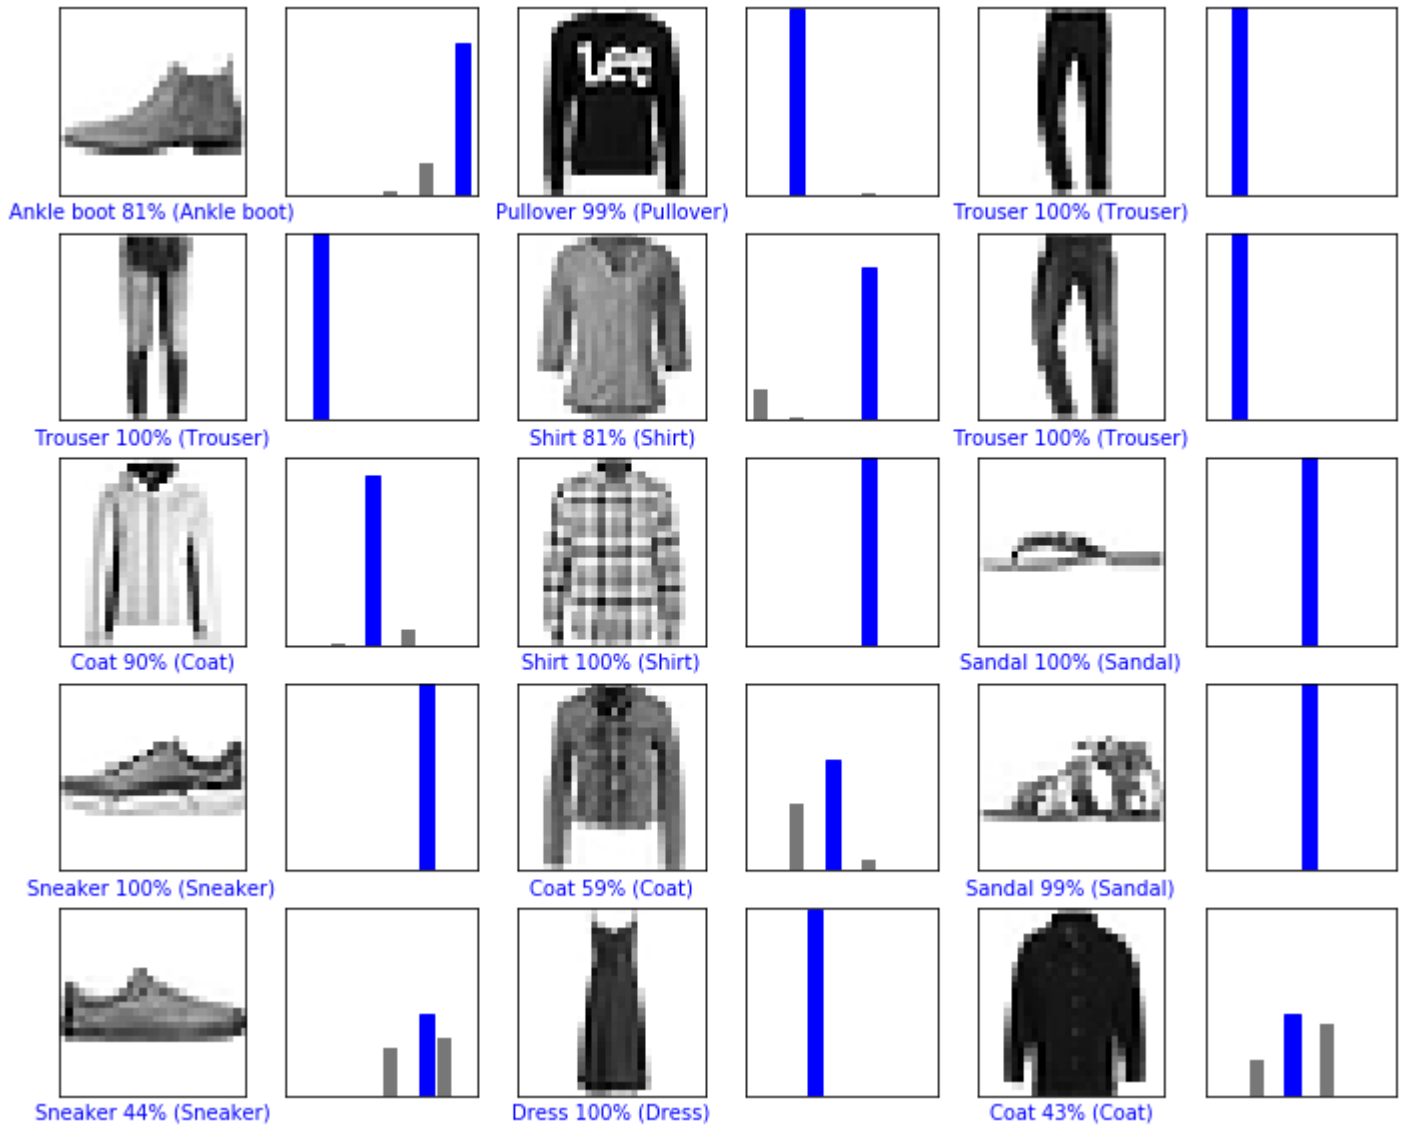 Lee
Ankle boot 81% (Ankle boot)
Pullover 99% (Pullover)
Trouser 100% (Trouser)
Trouser 100% (Trouser)
Shirt 81% (Shirt)
Trouser 100% (Trouser)
Coat 90% (Coat)
Shirt 100% (Shirt)
Sandal 100% (Sandal)
Sneaker 100% (Sneaker)
Coat 59% (Coat)
Sandal 99% (Sandal)
Sneaker 44% (Sneaker)
Dress 100% (Dress)
Coat 43% (Coat)